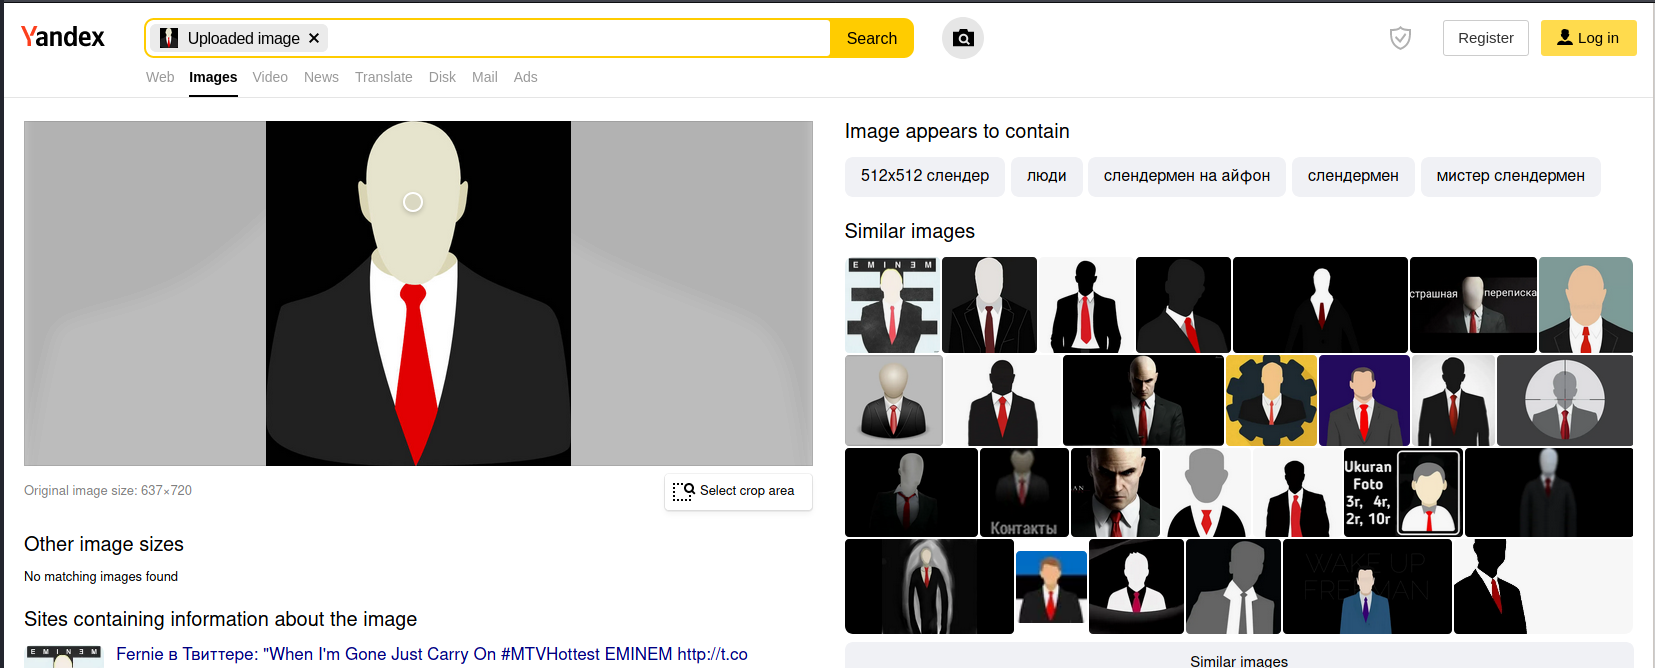 Yandex
Uploaded image ✕
Search
Register
Log in
Web Images Video News Translate Disk Mail Ads
Image appears to contain
512x512 слендер
люди
слендермен на айфон
слендермен
мистер слендермен
Similar images
EMINƎM
страшная переписка
AN
Контакты
Ukuran
Foto
3r, 4r,
2r, 10r
WAKE UP
FREEMAN
Similar images
Original image size: 637×720
Select crop area
Other image sizes
No matching images found
Sites containing information about the image
EMINƎM
Fernie в Твиттере: "When I'm Gone Just Carry On #MTVHottest EMINEM http://t.co